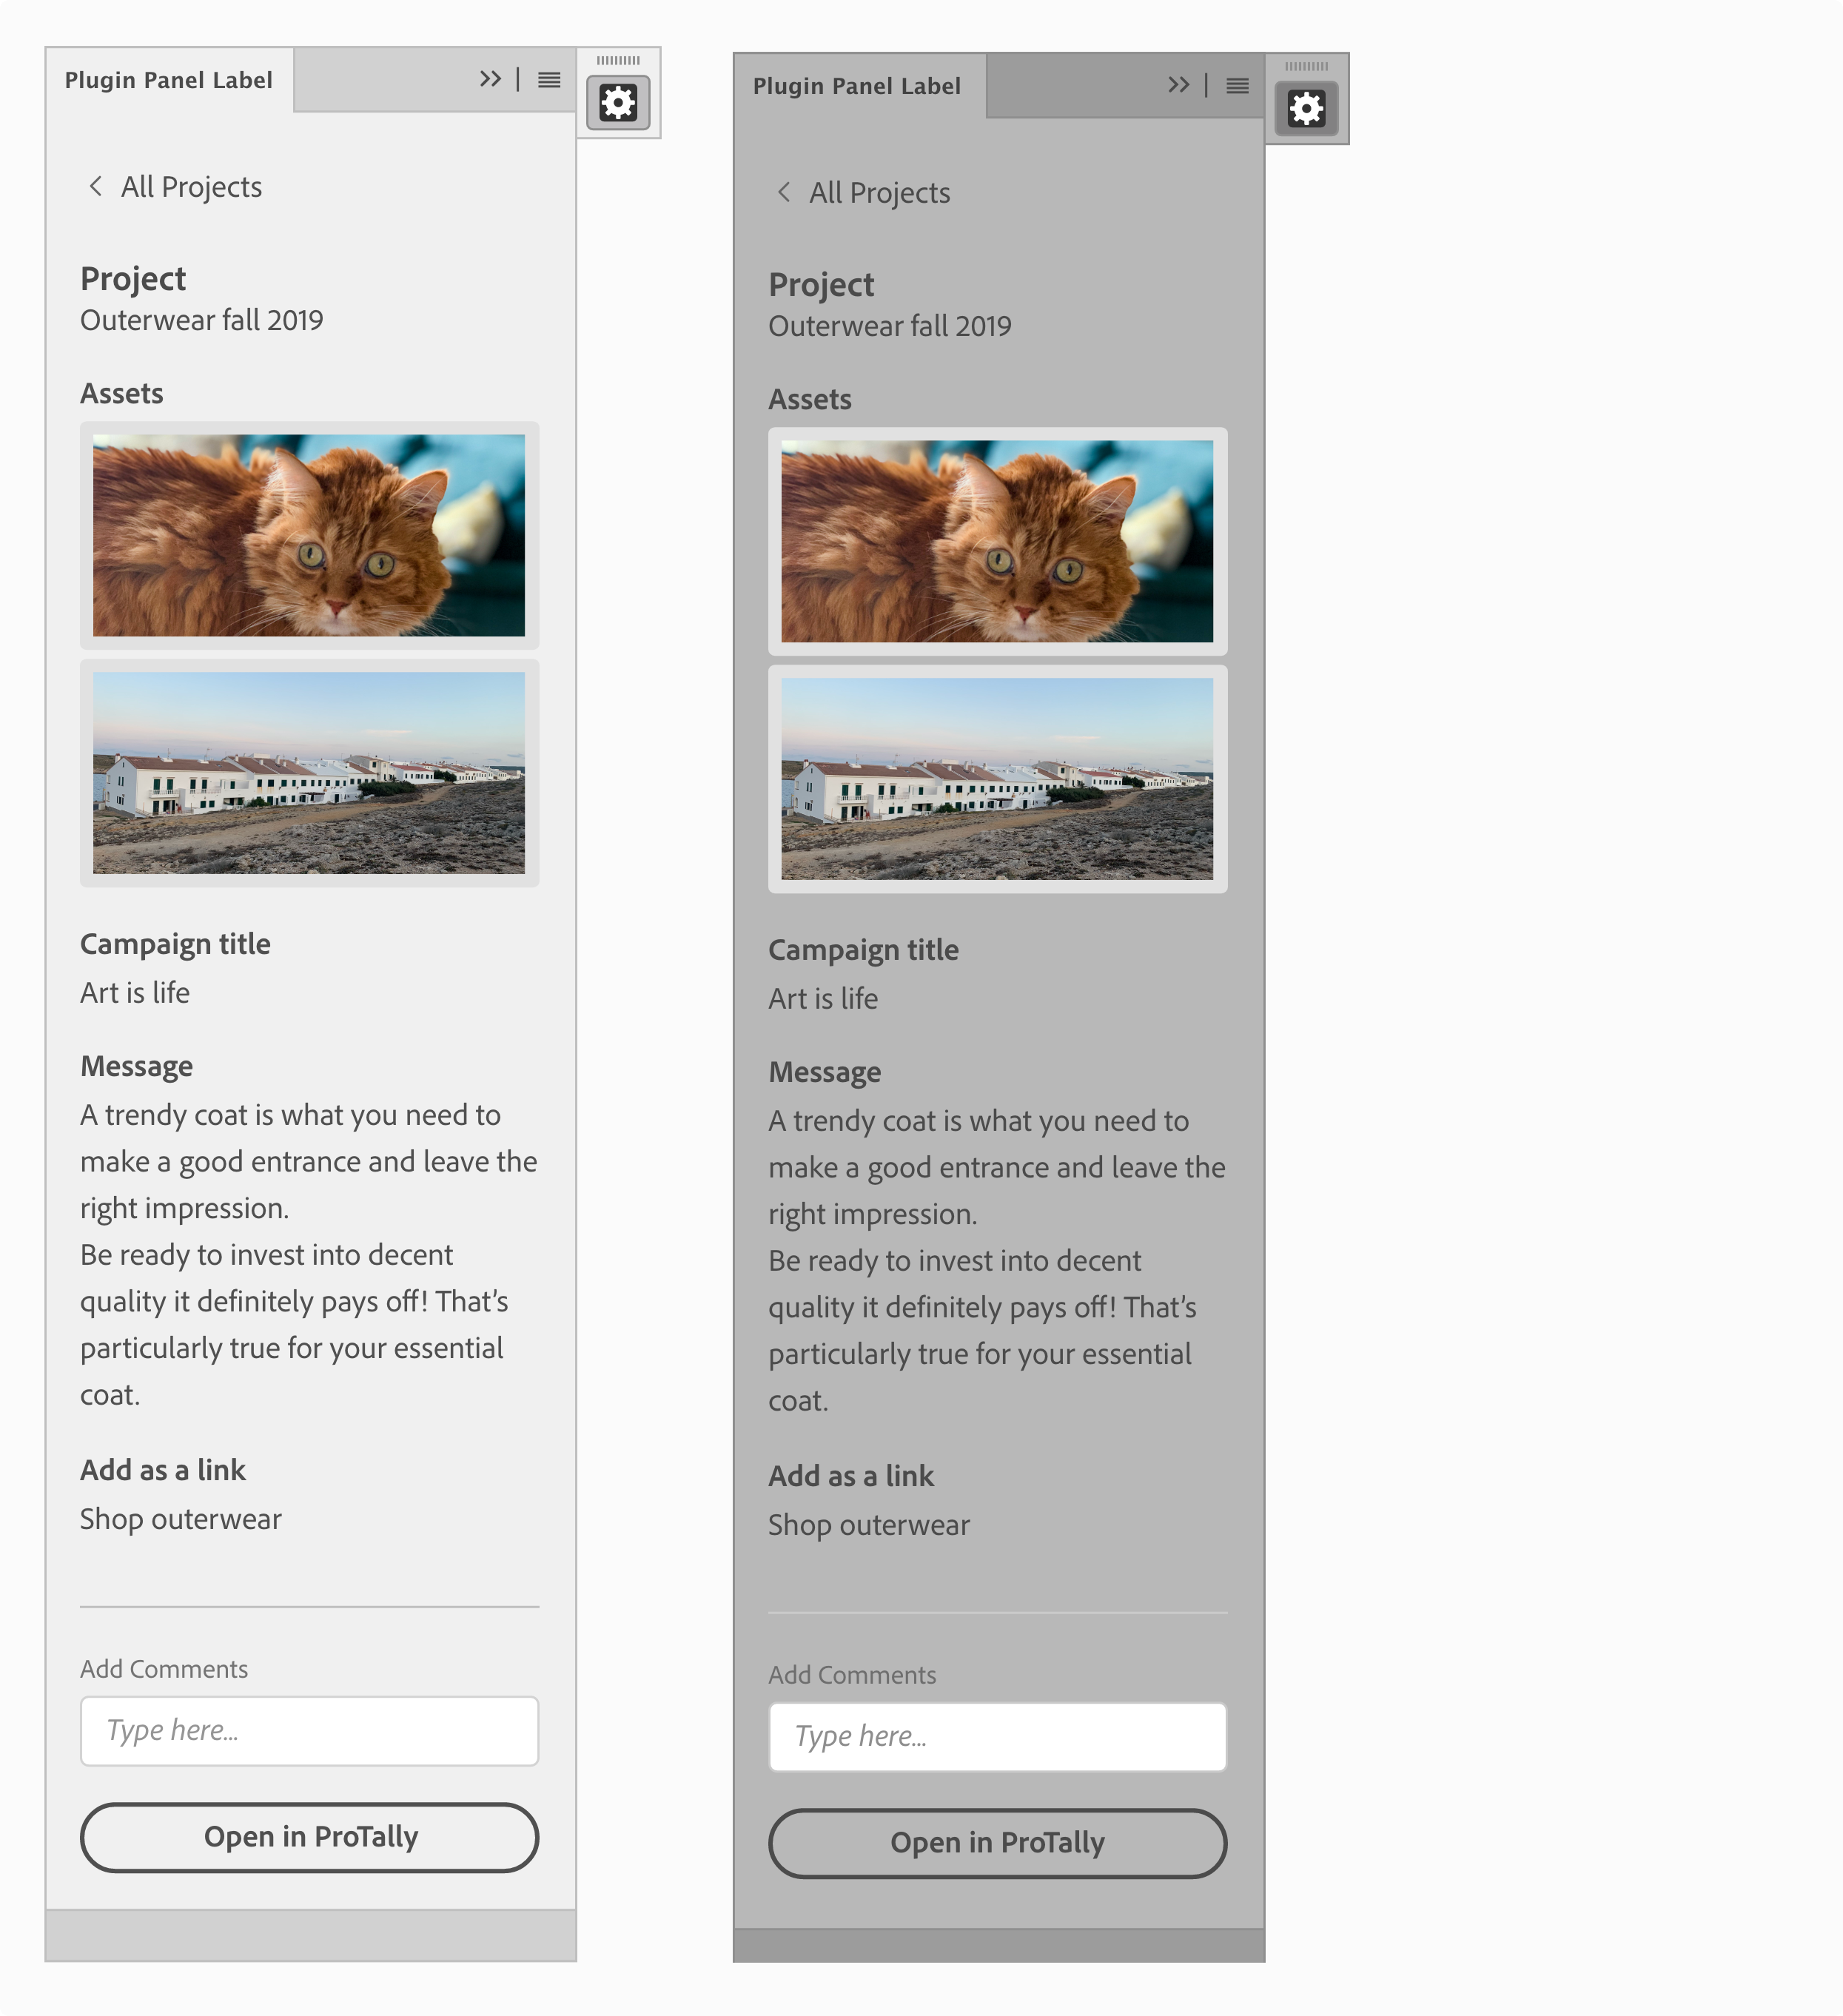 Plugin Panel Label
All Projects
Project
Outerwear fall 2019
Assets
Campaign title
Art is life
Message
A trendy coat is what you need to
make a good entrance and leave the
right impression.
Be ready to invest into decent
quality it definitely pays off! That’s
particularly true for your essential
coat.
Add as a link
Shop outerwear
Add Comments
Type here...
Open in ProTally
Plugin Panel Label
All Projects
Project
Outerwear fall 2019
Assets
Campaign title
Art is life
Message
A trendy coat is what you need to
make a good entrance and leave the
right impression.
Be ready to invest into decent
quality it definitely pays off! That’s
particularly true for your essential
coat.
Add as a link
Shop outerwear
Add Comments
Type here...
Open in ProTally